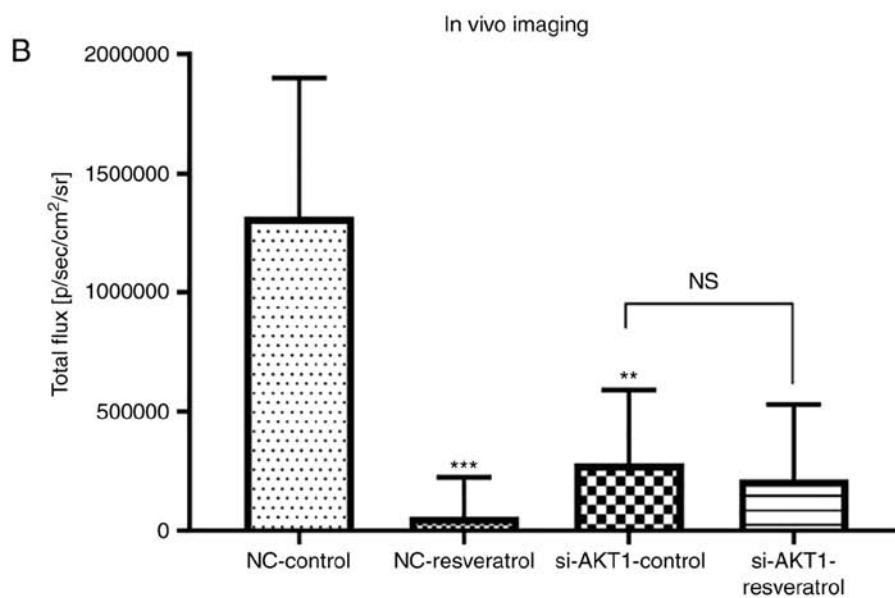 In vivo imaging
B
Total flux [p/sec/cm²/sr]
2000000
1500000
1000000
500000
0
NS
***
**
NC-control
NC-resveratrol
si-AKT1-control
si-AKT1-
resveratrol